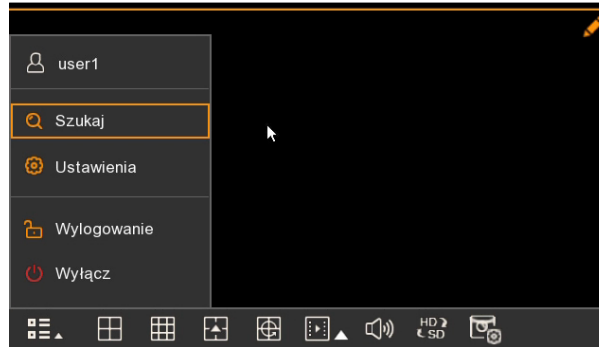 user1
Szukaj
Ustawienia
Wylogowanie
Wyłącz
HD
SD